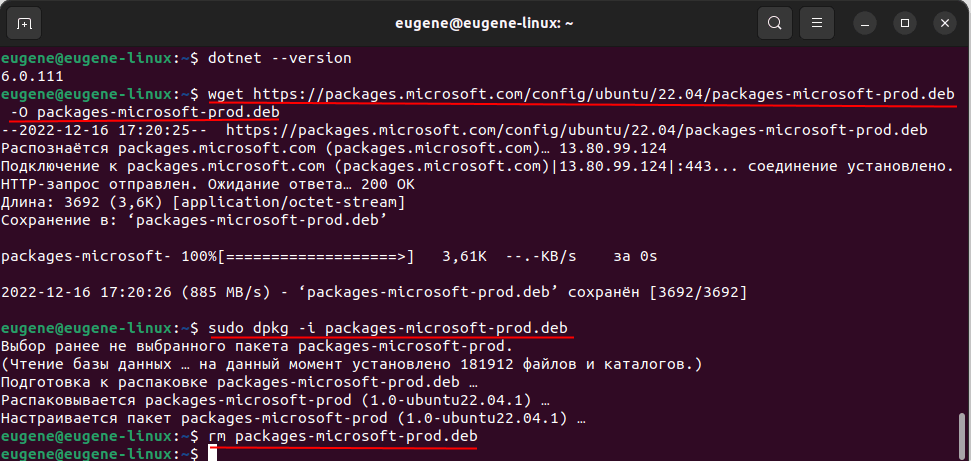 eugene@eugene-linux: ~
eugene@eugene-linux:~$ dotnet --version
6.0.111
eugene@eugene-linux:~$ wget https://packages.microsoft.com/config/ubuntu/22.04/packages-microsoft-prod.deb
-O packages-microsoft-prod.deb
--2022-12-16 17:20:25--  https://packages.microsoft.com/config/ubuntu/22.04/packages-microsoft-prod.deb
Распознаётся packages.microsoft.com (packages.microsoft.com)… 13.80.99.124
Подключение к packages.microsoft.com (packages.microsoft.com)|13.80.99.124|:443... соединение установлено.
HTTP-запрос отправлен. Ожидание ответа… 200 OK
Длина: 3692 (3,6K) [application/octet-stream]
Сохранение в: ‘packages-microsoft-prod.deb’
packages-microsoft- 100%[===================>]   3,61K  --.-KB/s    за 0s
2022-12-16 17:20:26 (885 MB/s) - ‘packages-microsoft-prod.deb’ сохранён [3692/3692]
eugene@eugene-linux:~$ sudo dpkg -i packages-microsoft-prod.deb
Выбор ранее не выбранного пакета packages-microsoft-prod.
(Чтение базы данных … на данный момент установлено 181912 файлов и каталогов.)
Подготовка к распаковке packages-microsoft-prod.deb …
Распаковывается packages-microsoft-prod (1.0-ubuntu22.04.1) …
Настраивается пакет packages-microsoft-prod (1.0-ubuntu22.04.1) …
eugene@eugene-linux:~$ rm packages-microsoft-prod.deb
eugene@eugene-linux:~$